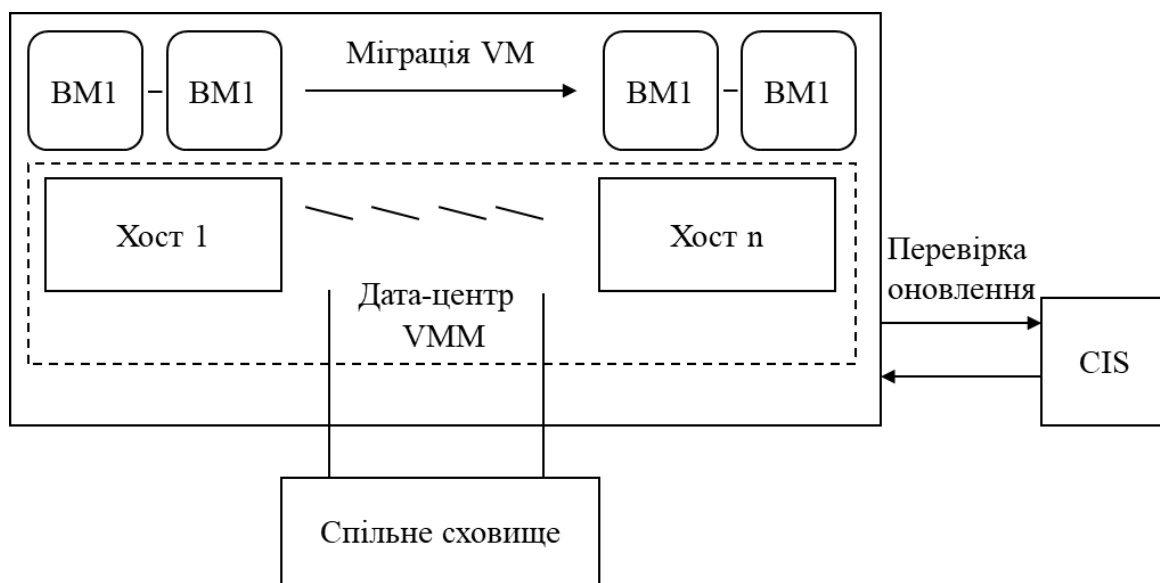 ВМ1 ВМ1 Міграція VM ВМ1 ВМ1
Хост 1 Хост n
Дата-центр
VMM
Перевірка
оновлення
CIS
Спільне сховище